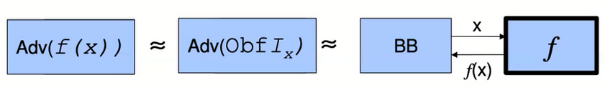 Adv(f(x)) ≈ Adv(Obf I_x) ≈ BB x f
f(x)